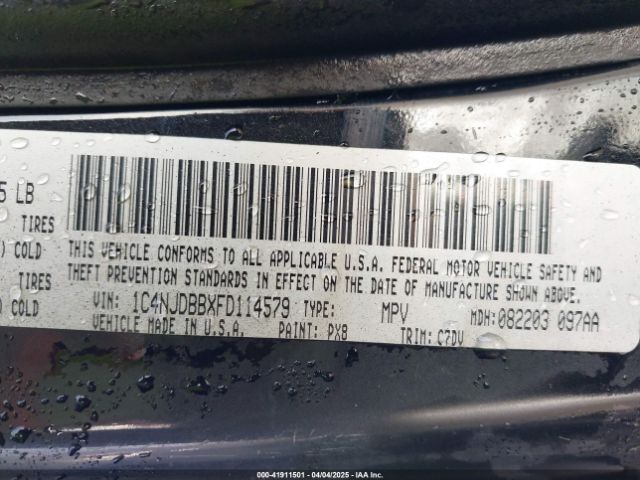 5 LB
TIRES
) COLD
TIRES
) COLD
THIS VEHICLE CONFORMS TO ALL APPLICABLE U.S.A. FEDERAL MOTOR VEHICLE SAFETY AND
THEFT PREVENTION STANDARDS IN EFFECT ON THE DATE OF MANUFACTURE SHOWN ABOVE.
VIN: 1C4NJDBBXFD114579 TYPE: MPV MDH: 082203 097AA
VEHICLE MADE IN U.S.A. PAINT: PX8 TRIM: C7DV
000-41911501 - 04/04/2025 - IAAI Inc.